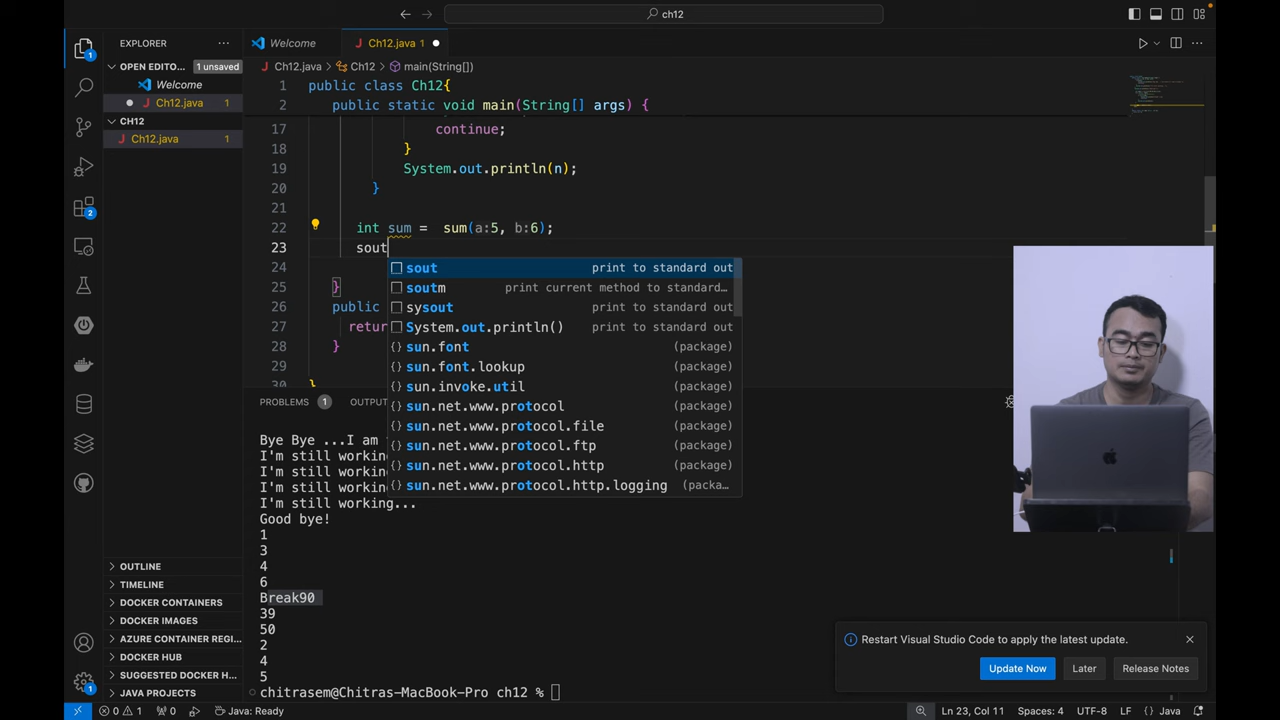 ch12
EXPLORER
Welcome
Ch12.java 1
OPEN EDITO...
1 unsaved
Ch12.java > Ch12 > main(String[])
Welcome
Ch12.java 1
CH12
Ch12.java 1
1 public class Ch12{
2 public static void main(String[] args) {
17 continue;
18 }
19 System.out.println(n);
20 }
21
22 int sum = sum(a:5, b:6);
23 sout
24
25 }
26 public
27 retur
28 }
29
30 }
sout print to standard out
soutm print current method to standard…
sysout print to standard out
System.out.println() print to standard out
sun.font (package)
sun.font.lookup (package)
sun.invoke.util (package)
sun.net.www.protocol (package)
sun.net.www.protocol.file (package)
sun.net.www.protocol.ftp (package)
sun.net.www.protocol.http (package)
sun.net.www.protocol.http.logging (packa…
PROBLEMS 1 OUTPU
Bye Bye ...I am
I'm still workin
I'm still workin
I'm still workin
I'm still working...
Good bye!
1
3
4
6
Break90
39
50
2
4
5
chitrasem@Chitras-MacBook-Pro ch12 %
OUTLINE
TIMELINE
DOCKER CONTAINERS
DOCKER IMAGES
AZURE CONTAINER REGI...
DOCKER HUB
SUGGESTED DOCKER H...
JAVA PROJECTS
Restart Visual Studio Code to apply the latest update.
Update Now
Later
Release Notes
0 1 0 Java: Ready
Ln 23, Col 11 Spaces: 4 UTF-8 LF {} Java